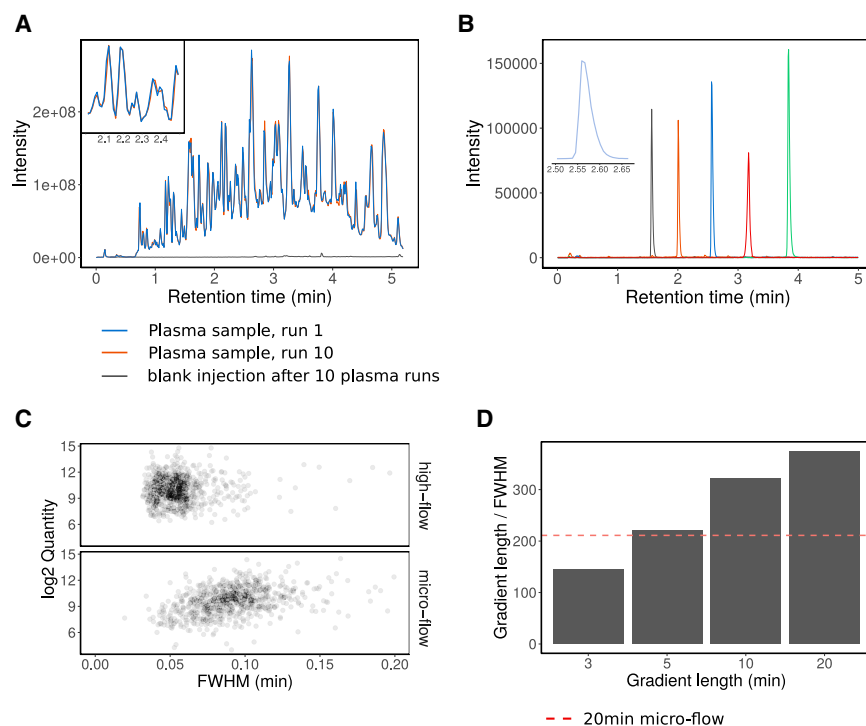 A
2e+08
1e+08
0e+00
Intensity
2.1 2.2 2.3 2.4
0 1 2 3 4 5
Retention time (min)
Plasma sample, run 1
Plasma sample, run 10
blank injection after 10 plasma runs
B
150000
100000
50000
0
Intensity
2.50 2.55 2.60 2.65
0 1 2 3 4 5
Retention time (min)
C
15
12
9
6
high-flow
15
12
9
6
micro-flow
log2 Quantity
0.00 0.05 0.10 0.15 0.20
FWHM (min)
D
300
200
100
0
Gradient length / FWHM
3 5 10 20
Gradient length (min)
20min micro-flow